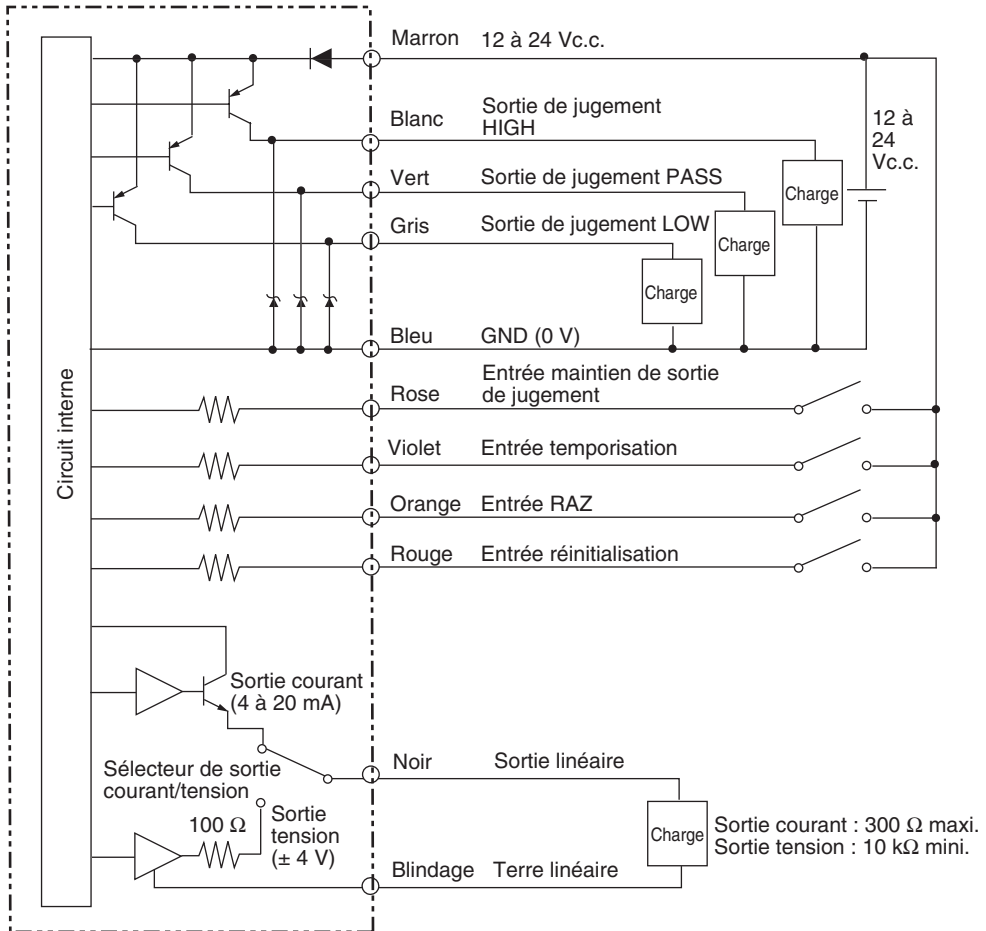 Marron 12 à 24 Vc.c.
Blanc
Sortie de jugement
HIGH
12 à
24
Vc.c.
Charge
Vert Sortie de jugement PASS
Charge
Gris Sortie de jugement LOW
Charge
Bleu GND (0 V)
Circuit interne
Rose
Entrée maintien de sortie
de jugement
Violet Entrée temporisation
Orange Entrée RAZ
Rouge Entrée réinitialisation
Sortie courant
(4 à 20 mA)
Noir Sortie linéaire
Sélecteur de sortie
courant/tension
100 Ω
Sortie
tension
(± 4 V)
Charge
Sortie courant : 300 Ω maxi.
Sortie tension : 10 kΩ mini.
Blindage Terre linéaire